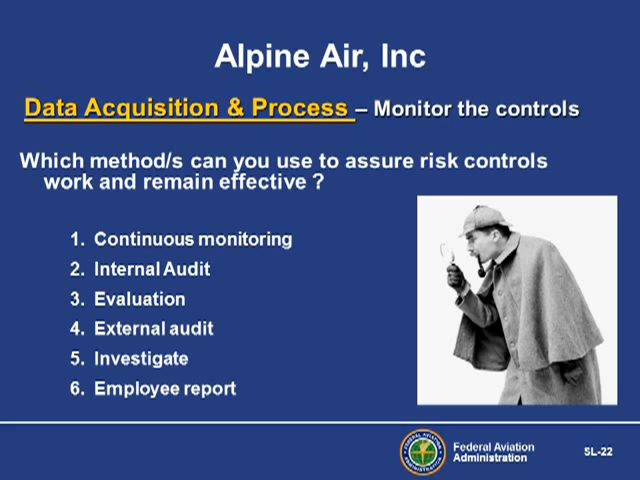 Alpine Air, Inc
Data Acquisition & Process – Monitor the controls
Which method/s can you use to assure risk controls
work and remain effective ?
1. Continuous monitoring
2. Internal Audit
3. Evaluation
4. External audit
5. Investigate
6. Employee report
Federal Aviation
Administration
SL-22